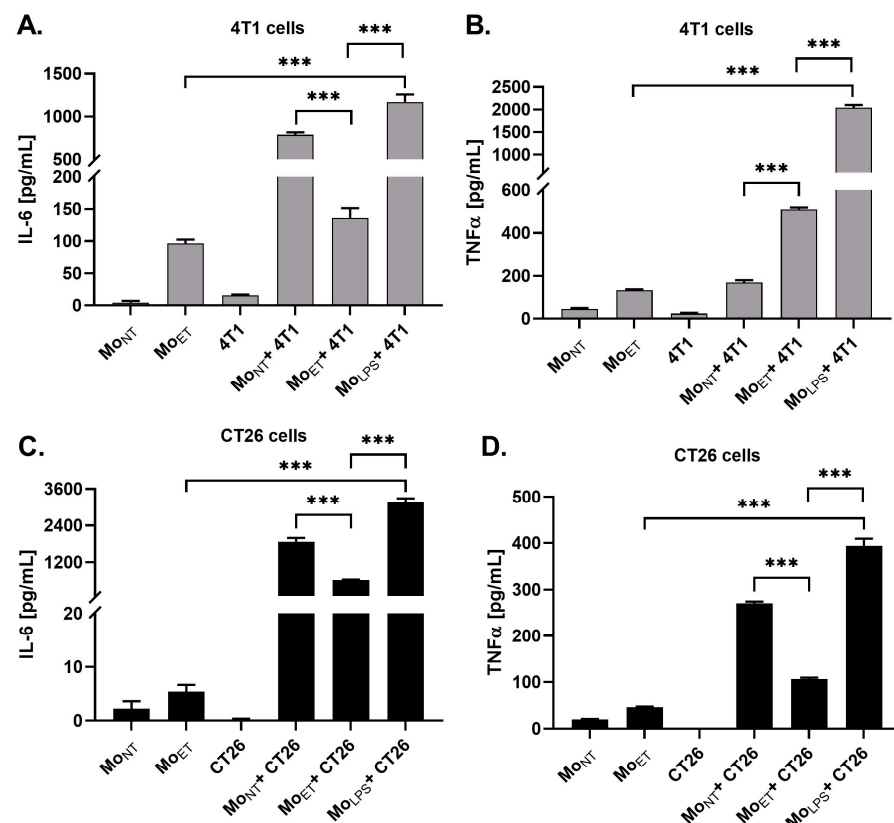 A.
4T1 cells
***
***
***
1500
1000
500
200
150
100
50
0
IL-6 [pg/mL]
MoNT
MoET
4T1
MoNT+ 4T1
MoET+ 4T1
MoLPS+ 4T1
B.
4T1 cells
***
***
***
2500
2000
1500
1000
600
400
200
0
TNFα [pg/mL]
MoNT
MoET
4T1
MoNT+ 4T1
MoET+ 4T1
MoLPS+ 4T1
C.
CT26 cells
***
***
***
3600
2400
1200
20
10
0
IL-6 [pg/mL]
MoNT
MoET
CT26
MoNT+ CT26
MoET+ CT26
MoLPS+ CT26
D.
CT26 cells
***
***
***
500
400
300
200
100
0
TNFα [pg/mL]
MoNT
MoET
CT26
MoNT+ CT26
MoET+ CT26
MoLPS+ CT26